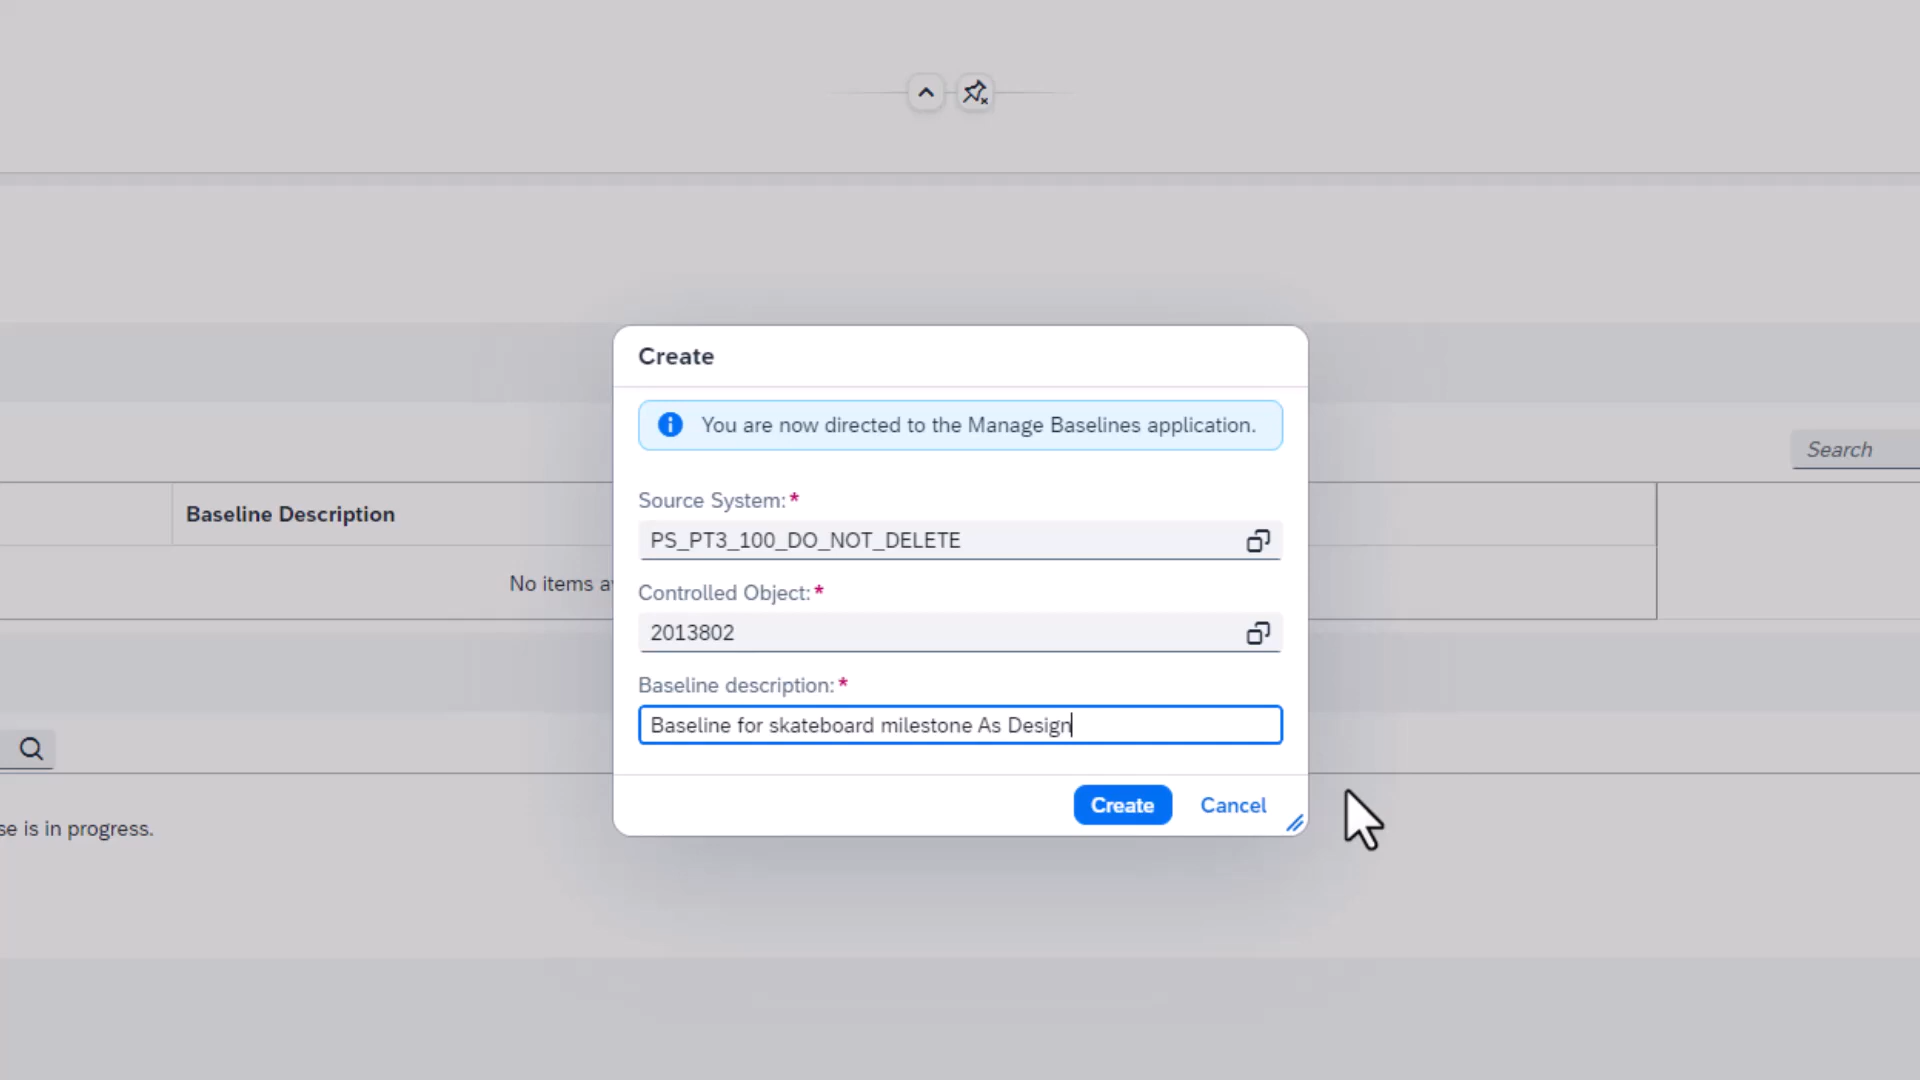 Create
You are now directed to the Manage Baselines application.
Search
Source System:*
Baseline Description
PS_PT3_100_DO_NOT_DELETE
No items
Controlled Object:*
2013802
Baseline description:*
Baseline for skateboard milestone As Design
Create Cancel
is in progress.